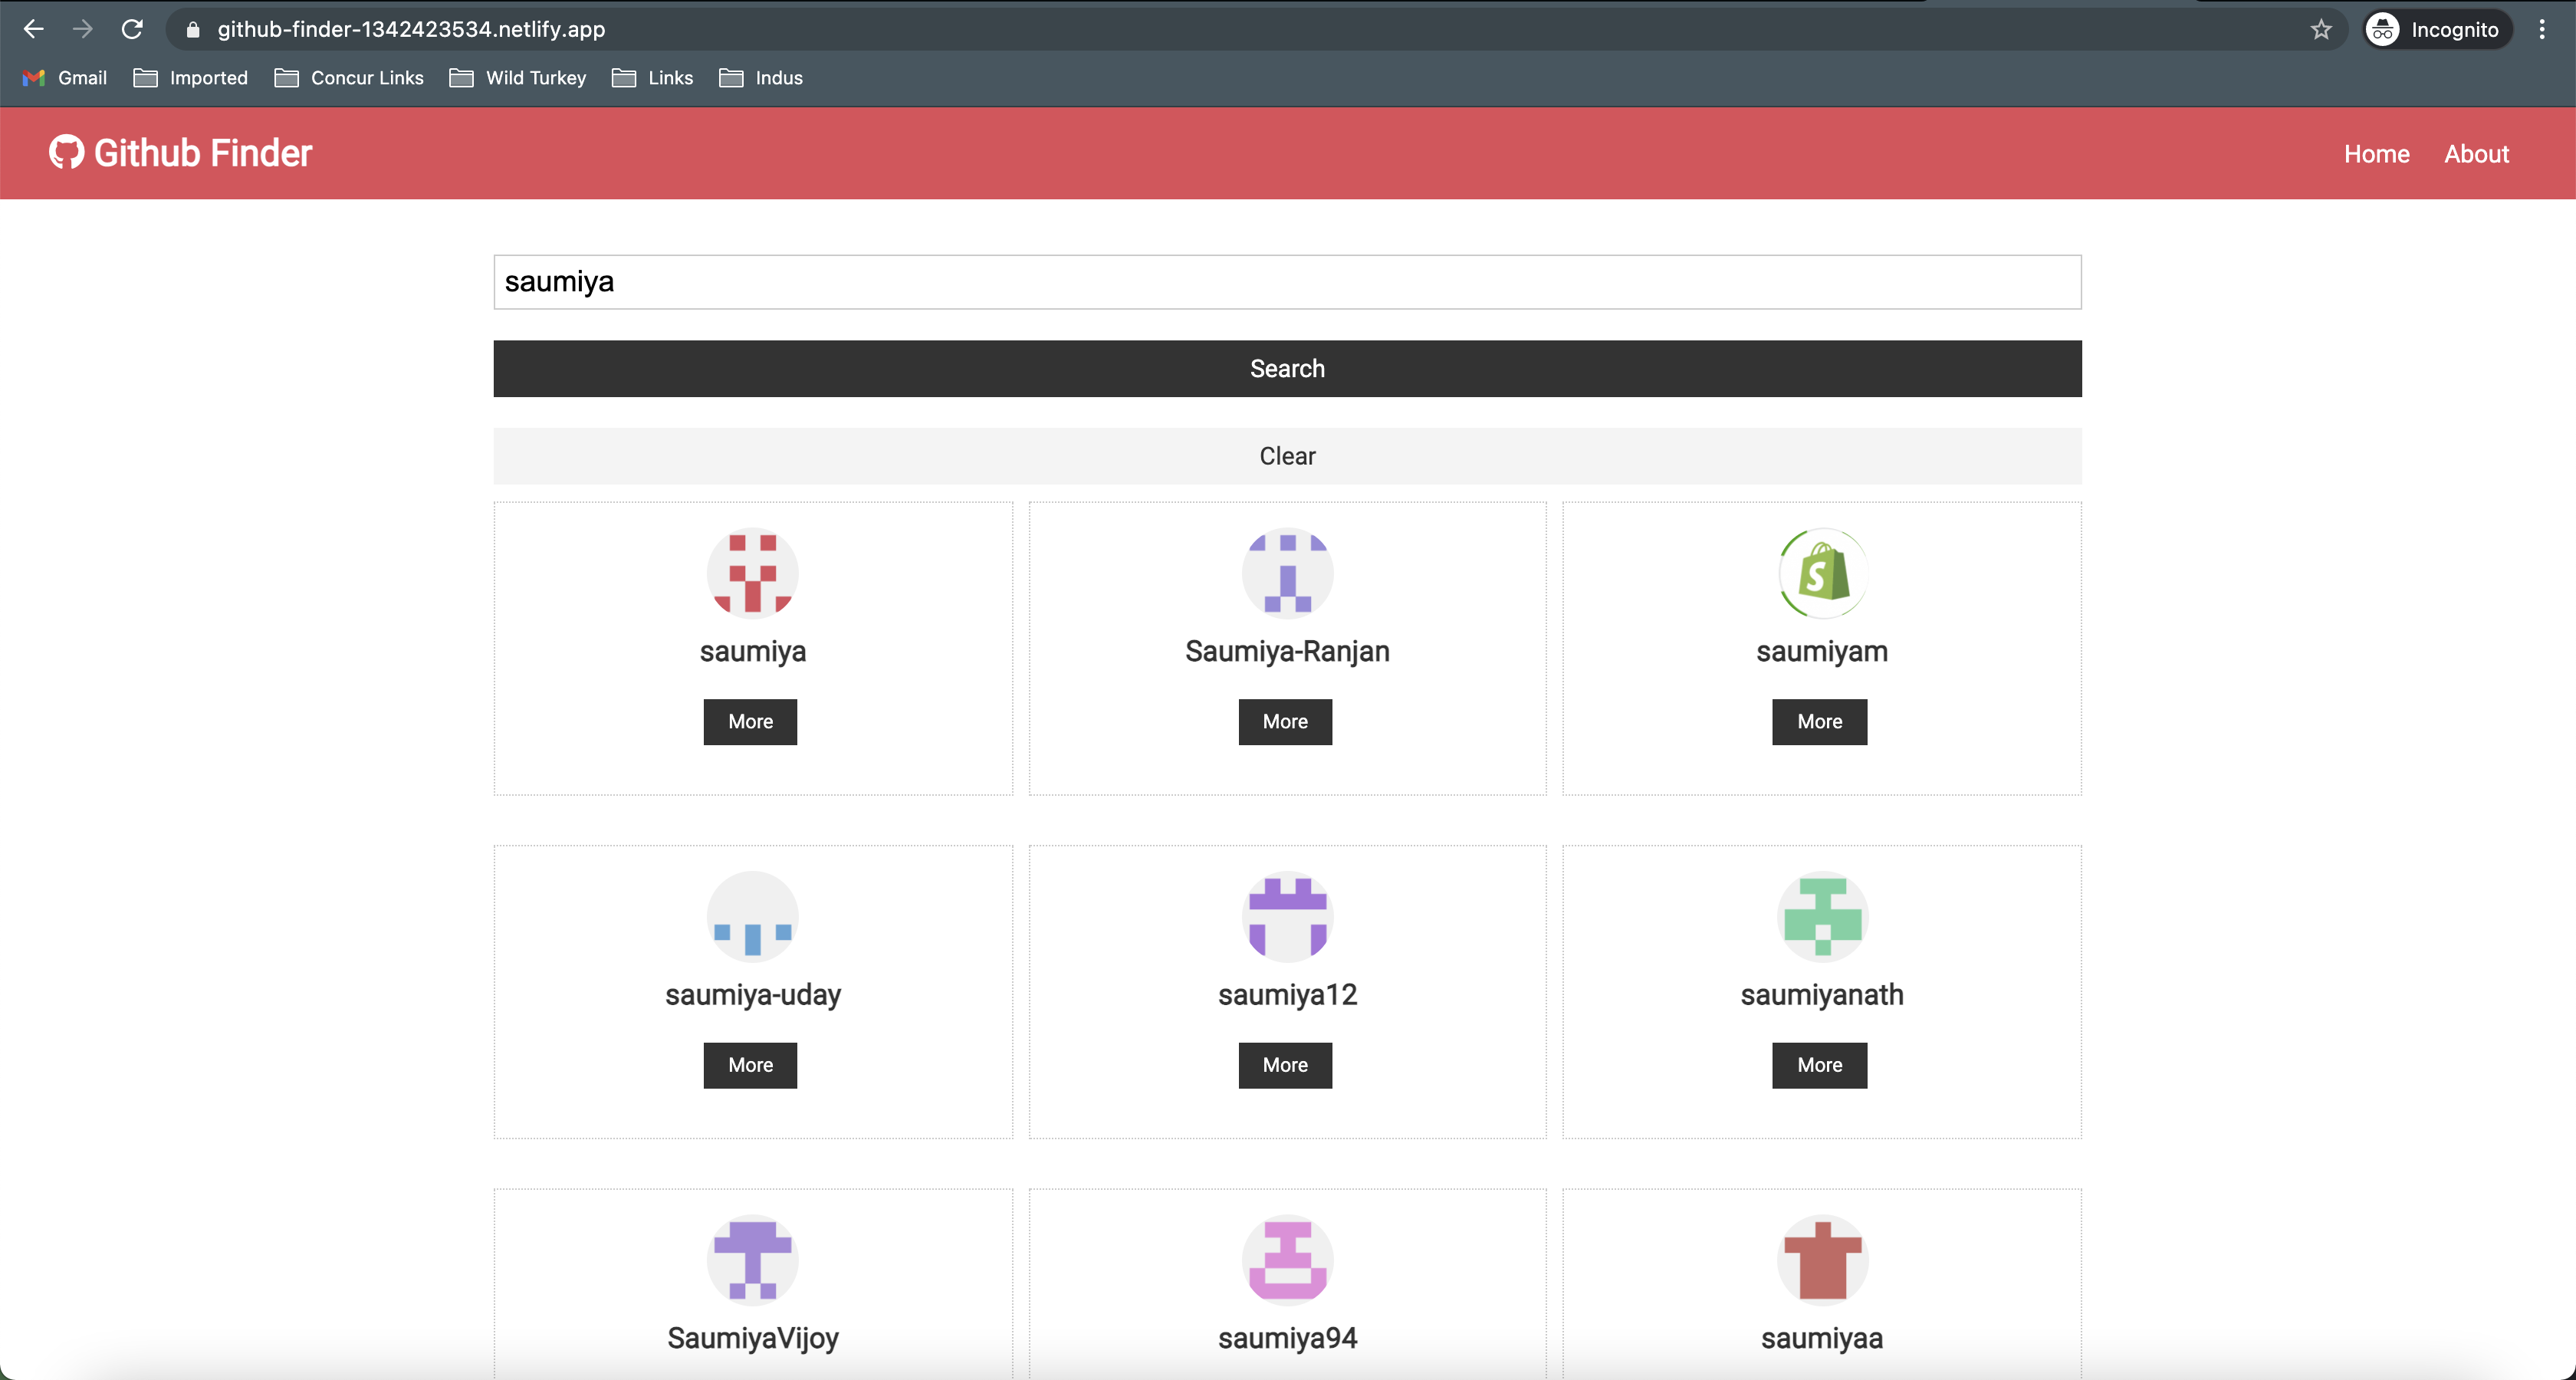 github-finder-1342423534.netlify.app Incognito
Gmail Imported Concur Links Wild Turkey Links Indus
Github Finder Home About
saumiya
Search
Clear
saumiya Saumiya-Ranjan saumiyam
More More More
saumiya-uday saumiya12 saumiyanath
More More More
SaumiyaVijoy saumiya94 saumiyaa